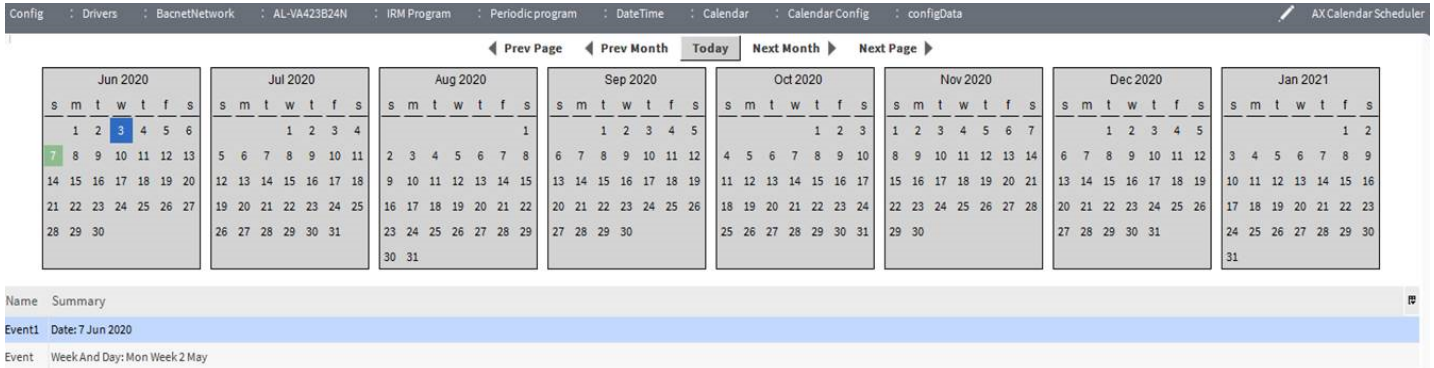 Config : Drivers : BacnetNetwork : AL-VA423B24N : IRM Program : Periodic program : DateTime : Calendar : Calendar Config : configData AX Calendar Scheduler
Prev Page Prev Month Today Next Month Next Page
Jun 2020 Jul 2020 Aug 2020 Sep 2020 Oct 2020 Nov 2020 Dec 2020 Jan 2021
s m t w t f s s m t w t f s s m t w t f s s m t w t f s s m t w t f s s m t w t f s s m t w t f s s m t w t f s
1 2 3 4 5 6 1 2 3 4 1 1 2 3 4 5 1 2 3 1 2 3 4 5 6 7 1 2 3 4 5 1 2
7 8 9 10 11 12 13 5 6 7 8 9 10 11 2 3 4 5 6 7 8 6 7 8 9 10 11 12 4 5 6 7 8 9 10 8 9 10 11 12 13 14 6 7 8 9 10 11 12 3 4 5 6 7 8 9
14 15 16 17 18 19 20 12 13 14 15 16 17 18 9 10 11 12 13 14 15 13 14 15 16 17 18 19 11 12 13 14 15 16 17 15 16 17 18 19 20 21 13 14 15 16 17 18 19 10 11 12 13 14 15 16
21 22 23 24 25 26 27 19 20 21 22 23 24 25 16 17 18 19 20 21 22 20 21 22 23 24 25 26 18 19 20 21 22 23 24 22 23 24 25 26 27 28 20 21 22 23 24 25 26 17 18 19 20 21 22 23
28 29 30 26 27 28 29 30 31 23 24 25 26 27 28 29 27 28 29 30 25 26 27 28 29 30 31 29 30 27 28 29 30 31 24 25 26 27 28 29 30
30 31 31
Name Summary
Event1 Date: 7 Jun 2020
Event Week And Day: Mon Week 2 May